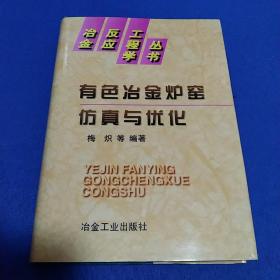 冶金反应工程学丛书
有色冶金炉窑
仿真与优化
梅 炽 等 编著
YEJIN FANYING
GONGCHENGXUE
CONGSHU
冶金工业出版社